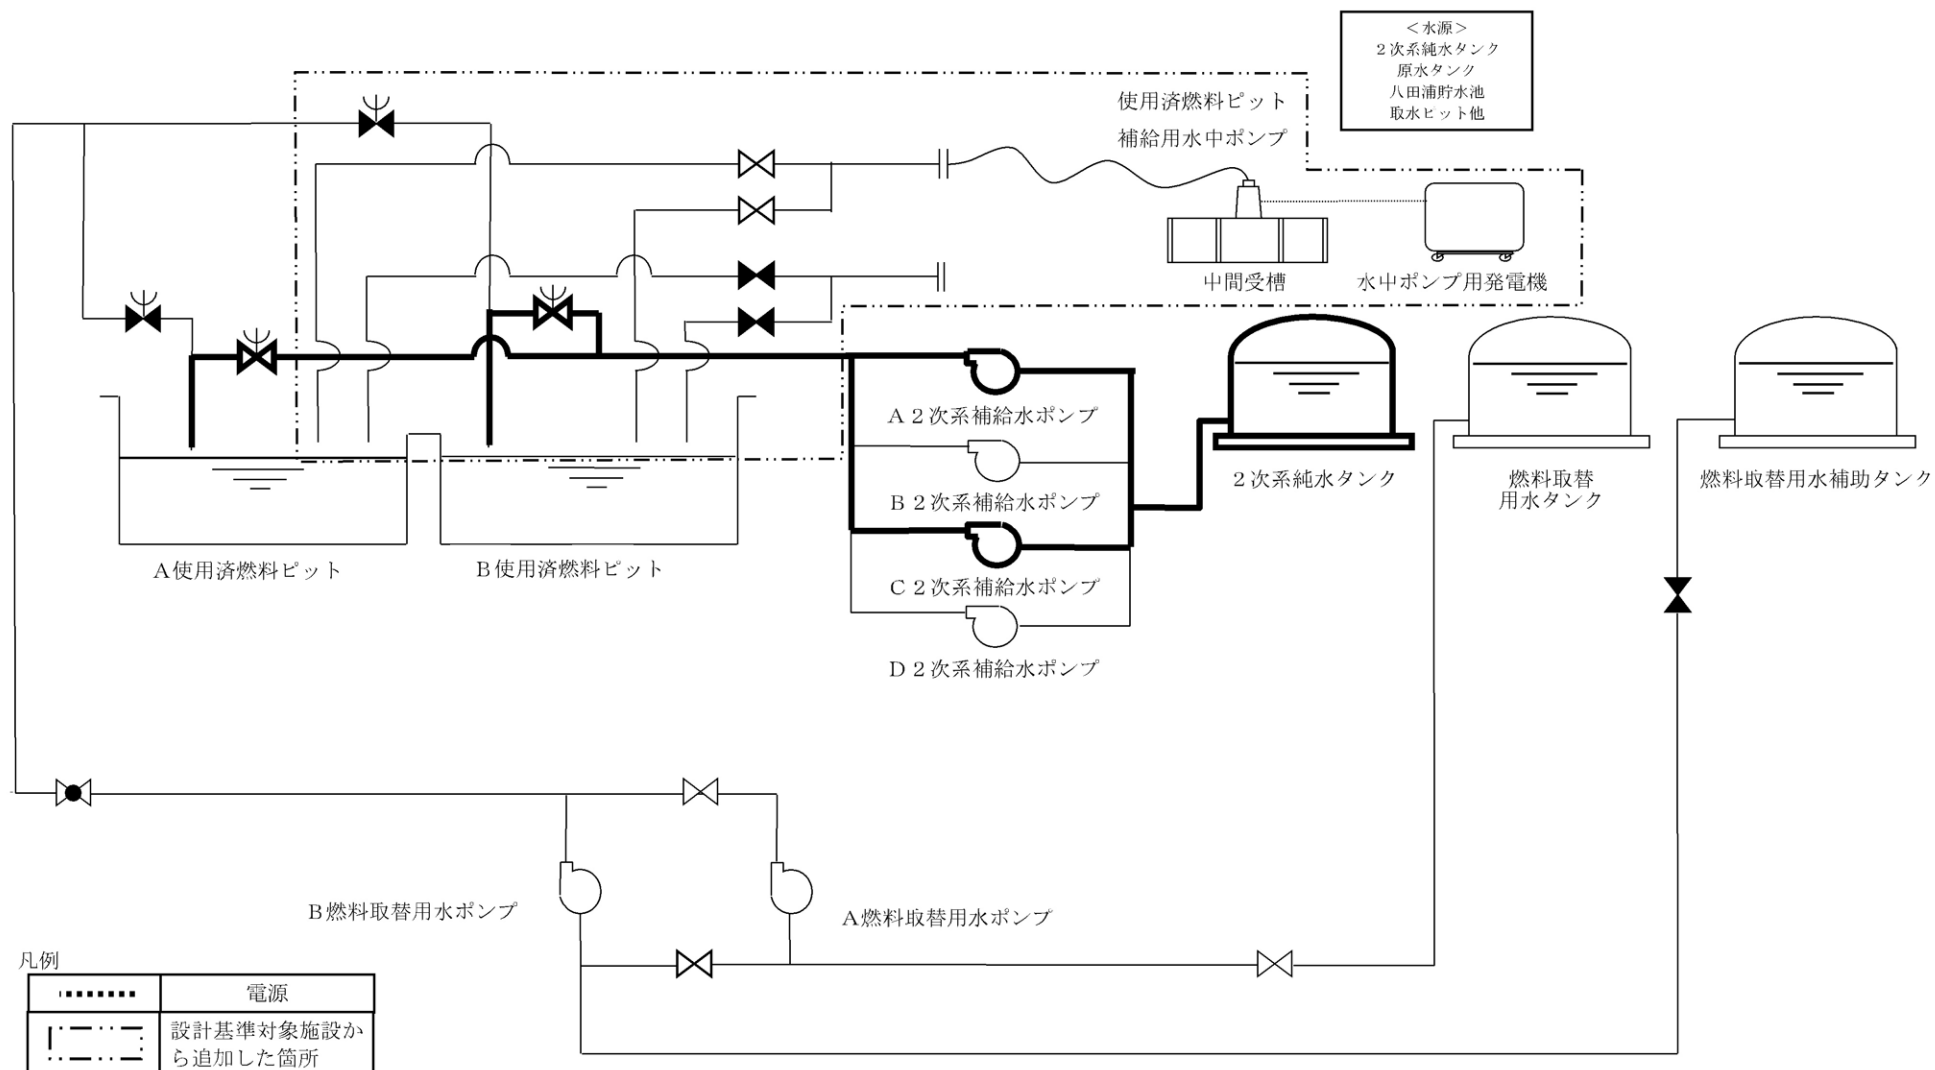 ＜水源＞
２次系純水タンク
原水タンク
八田浦貯水池
取水ピット他
使用済燃料ピット
補給用水中ポンプ
中間受槽
水中ポンプ用発電機
Ａ２次系補給水ポンプ
Ｂ２次系補給水ポンプ
Ｃ２次系補給水ポンプ
Ｄ２次系補給水ポンプ
２次系純水タンク
燃料取替
用水タンク
燃料取替用水補助タンク
Ａ使用済燃料ピット
Ｂ使用済燃料ピット
Ｂ燃料取替用水ポンプ
Ａ燃料取替用水ポンプ
凡例
電源
設計基準対象施設か
ら追加した箇所